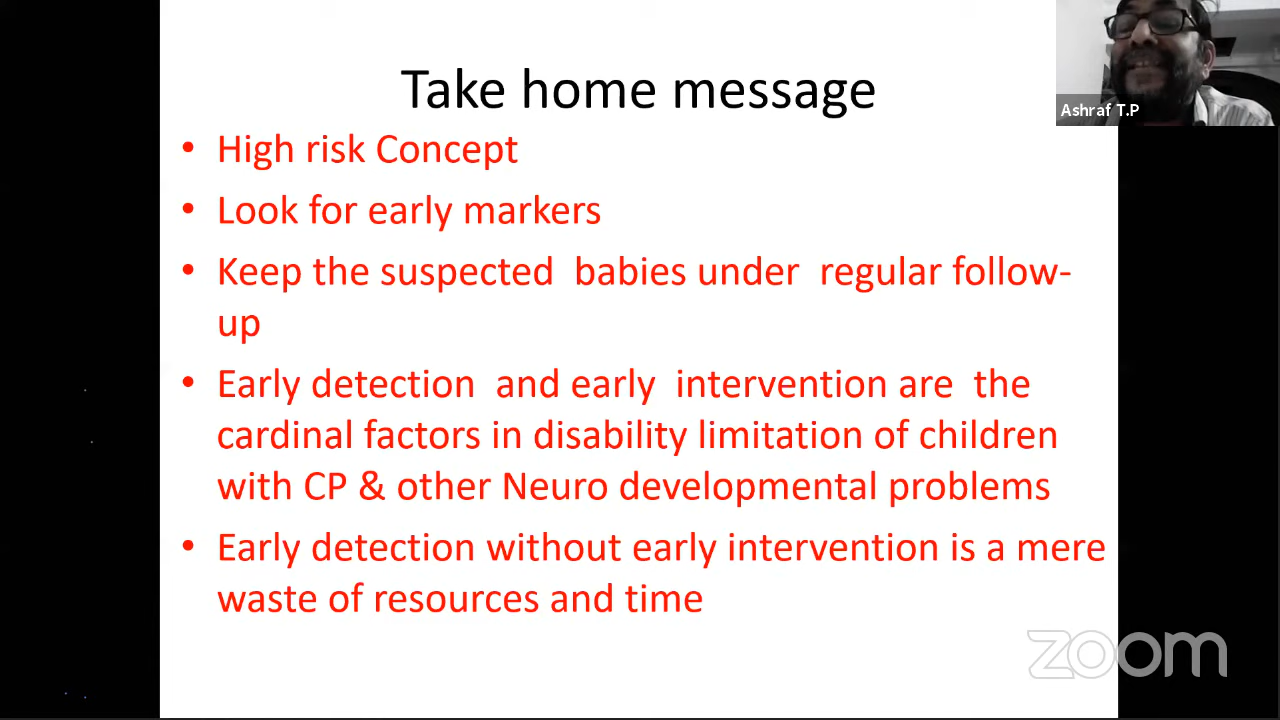 Take home message
Ashraf T.P
• High risk Concept
• Look for early markers
• Keep the suspected babies under regular follow-
up
• Early detection and early intervention are the
cardinal factors in disability limitation of children
with CP & other Neuro developmental problems
• Early detection without early intervention is a mere
waste of resources and time
zoom